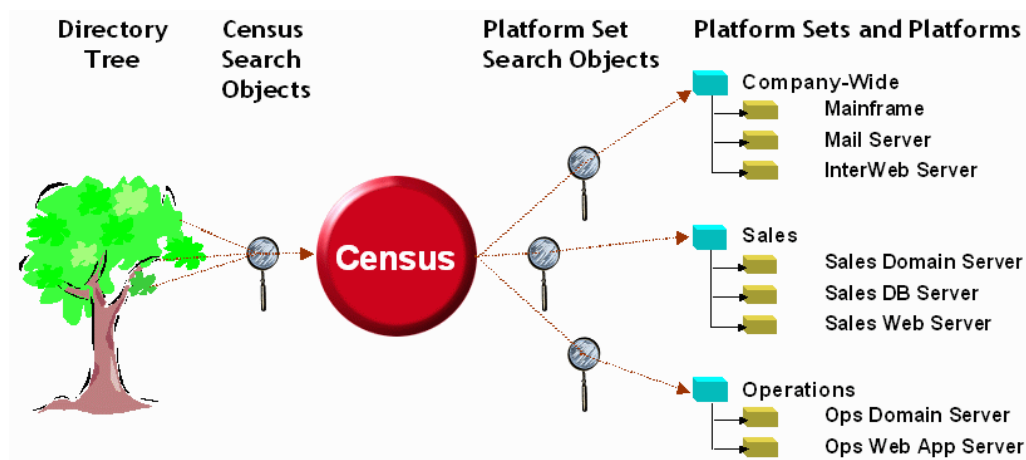 Directory
Tree
Census
Search
Objects
Platform Set
Search Objects
Platform Sets and Platforms
Census
Company-Wide
Mainframe
Mail Server
InterWeb Server
Sales
Sales Domain Server
Sales DB Server
Sales Web Server
Operations
Ops Domain Server
Ops Web App Server